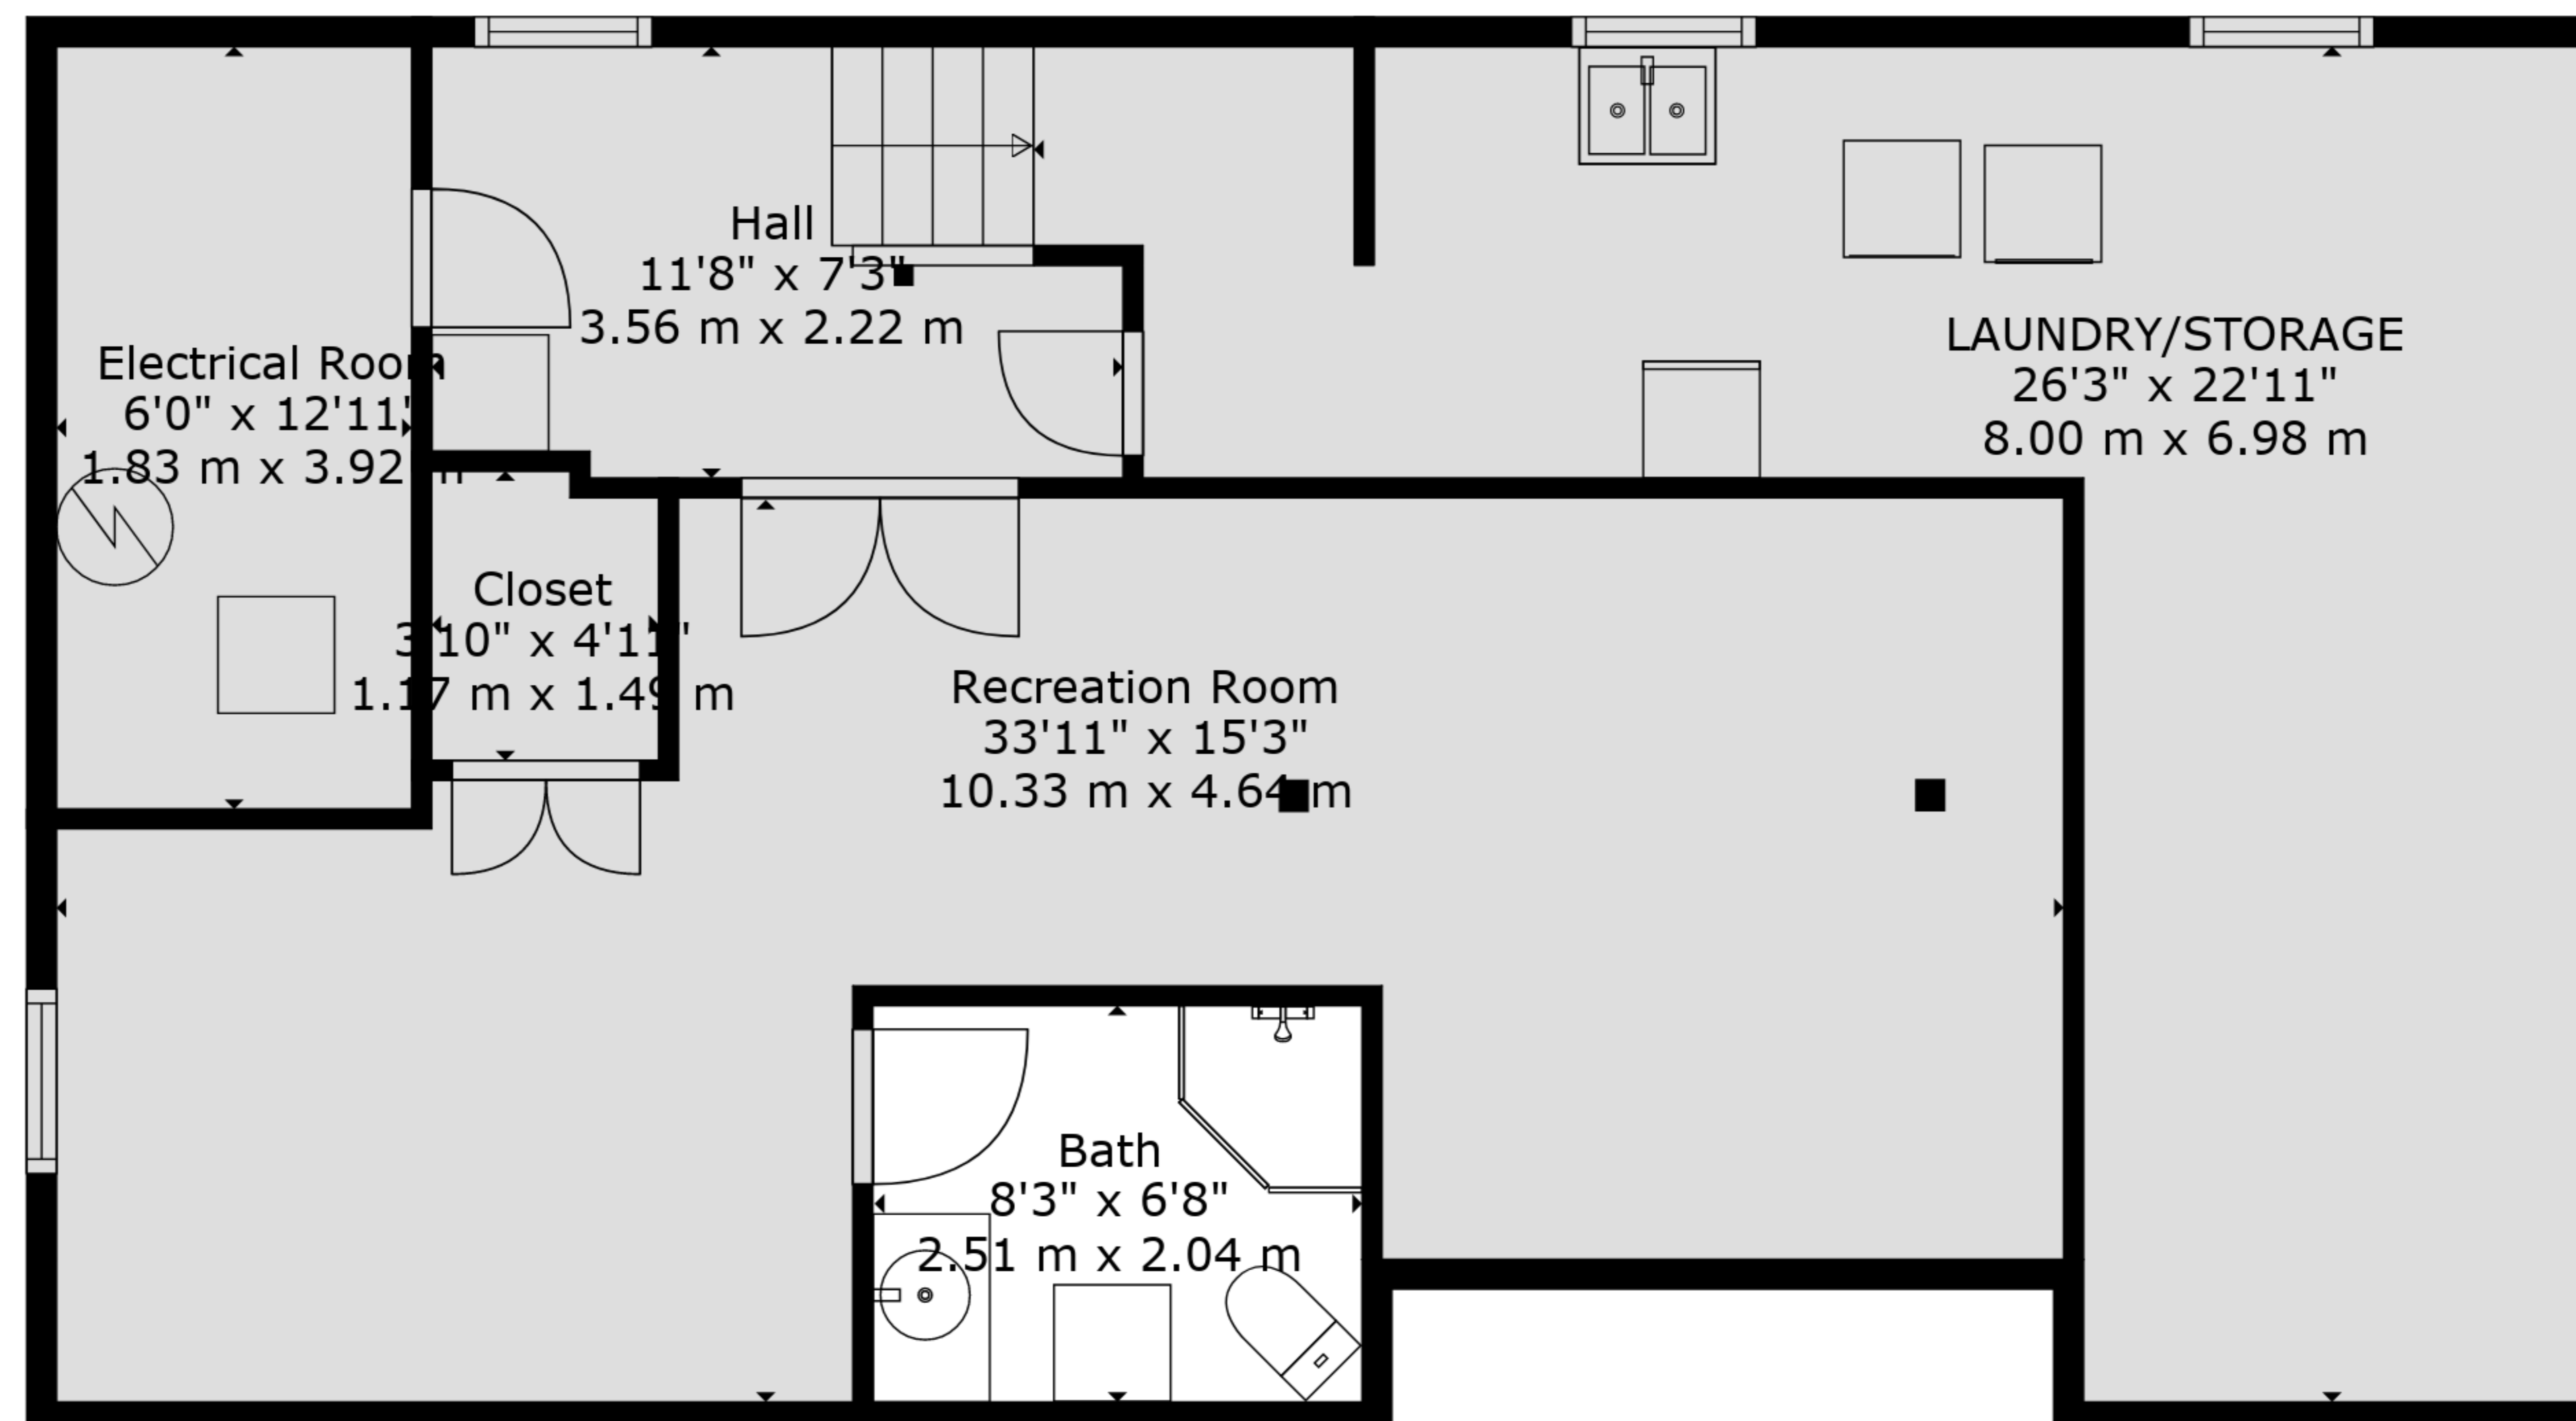 Hall
11'8" x 7'3"
3.56 m x 2.22 m
Electrical Room
6'0" x 12'11"
1.83 m x 3.92 m
LAUNDRY/STORAGE
26'3" x 22'11"
8.00 m x 6.98 m
Closet
3'10" x 4'11"
1.17 m x 1.49 m
Recreation Room
33'11" x 15'3"
10.33 m x 4.64 m
Bath
8'3" x 6'8"
2.51 m x 2.04 m